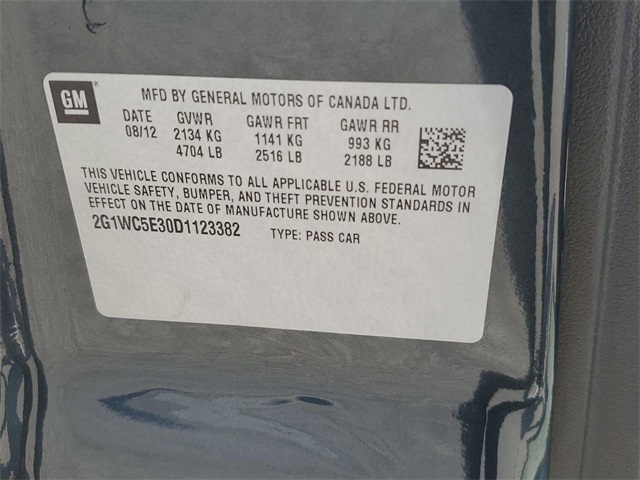 GM
MFD BY GENERAL MOTORS OF CANADA LTD.
DATE GVWR GAWR FRT GAWR RR
08/12 2134 KG 1141 KG 993 KG
4704 LB 2516 LB 2188 LB
THIS VEHICLE CONFORMS TO ALL APPLICABLE U.S. FEDERAL MOTOR
VEHICLE SAFETY, BUMPER, AND THEFT PREVENTION STANDARDS IN
EFFECT ON THE DATE OF MANUFACTURE SHOWN ABOVE.
2G1WC5E30D1123382 TYPE: PASS CAR